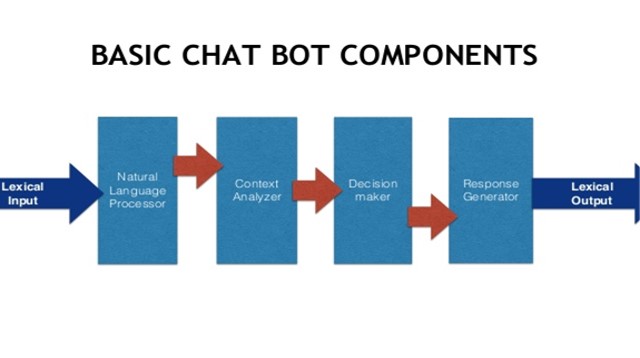 BASIC CHAT BOT COMPONENTS
Lexical
Input
Natural
Language
Processor
Context
Analyzer
Decision
maker
Response
Generator
Lexical
Output